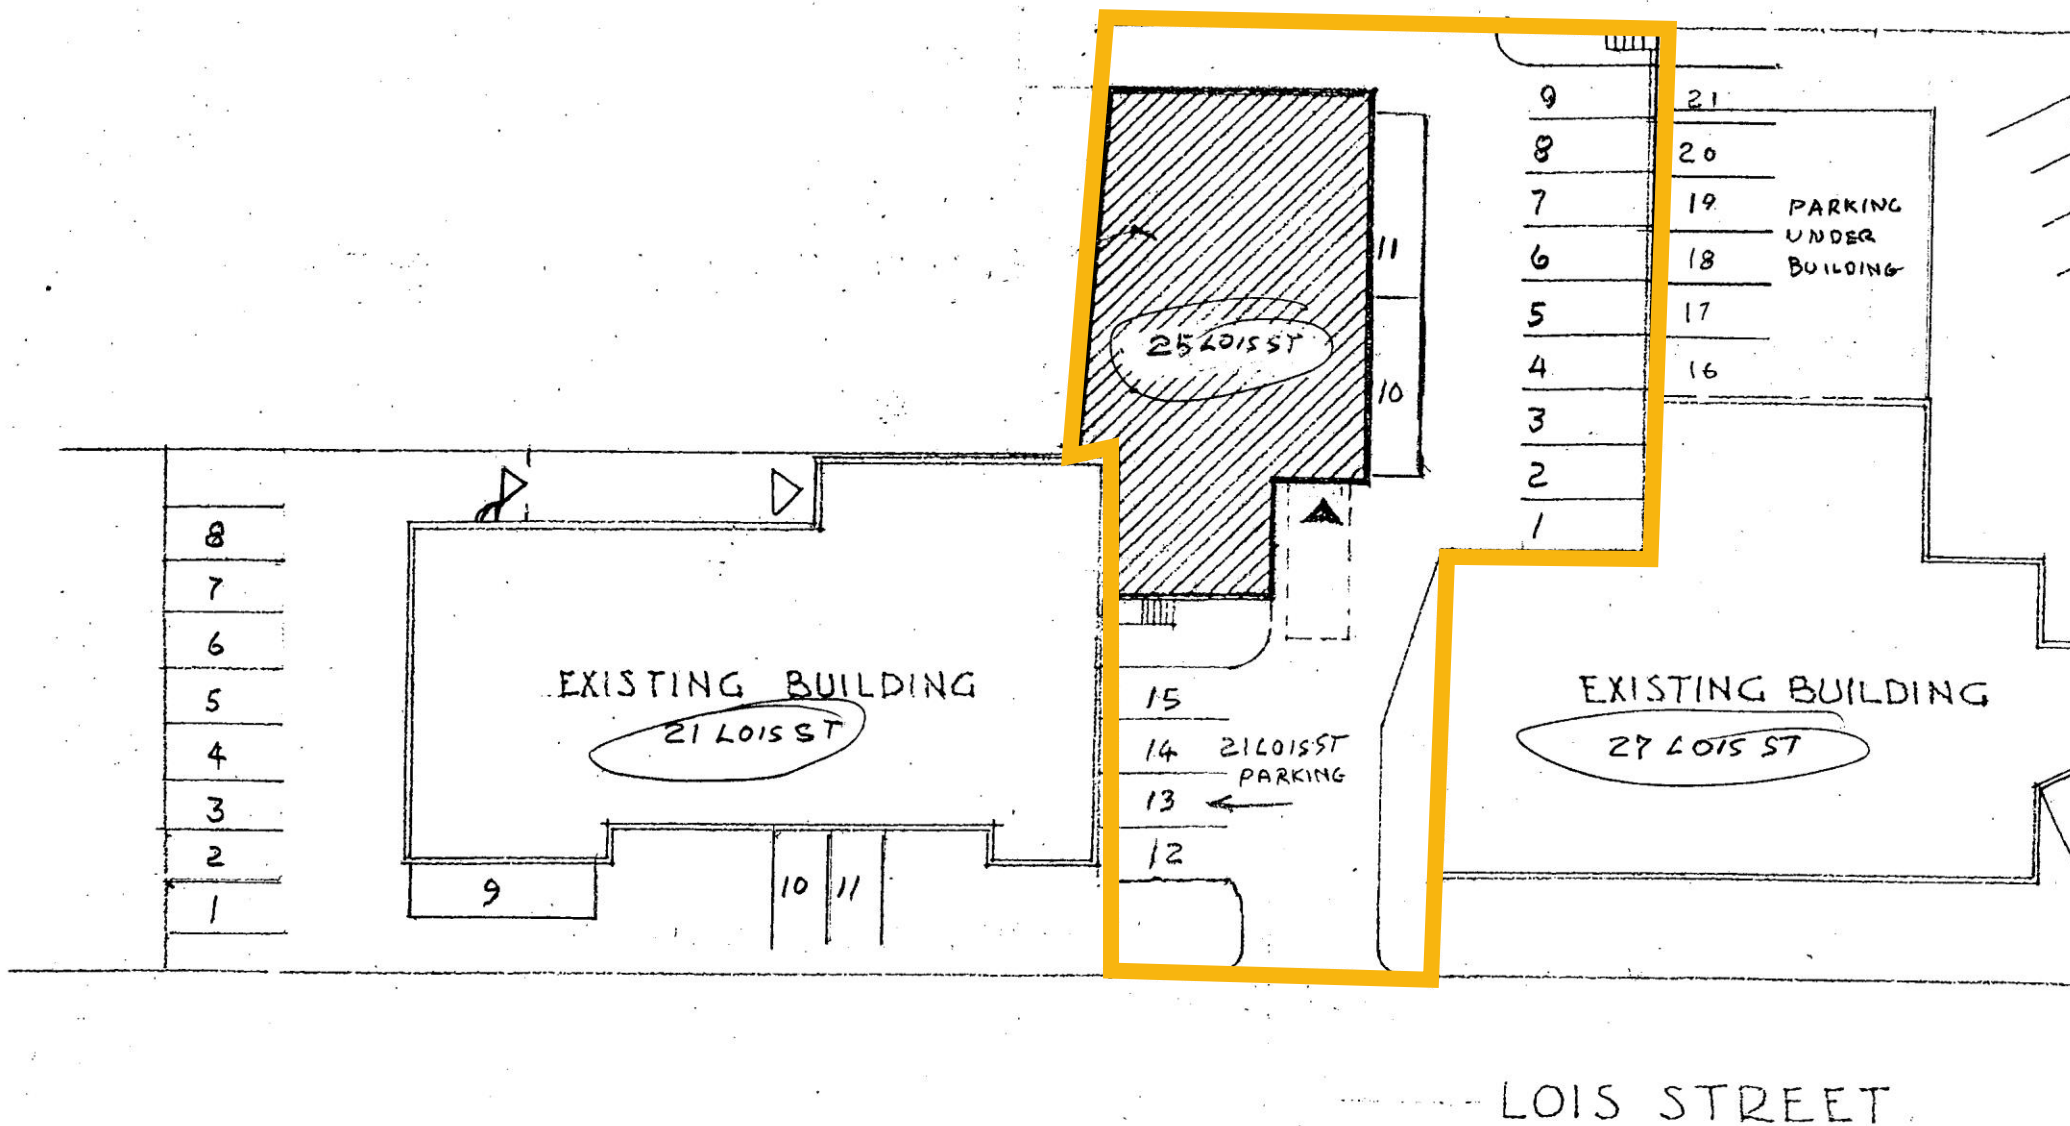 9
8
7
6
5
4
3
2
1
21
20
19
18
17
16
PARKING
UNDER
BUILDING
11
10
25 LOIS ST
8
7
6
5
4
3
2
1
EXISTING BUILDING
21 LOIS ST
9
10
11
15
14
13
12
21 LOIS ST
PARKING
EXISTING BUILDING
27 LOIS ST
LOIS STREET